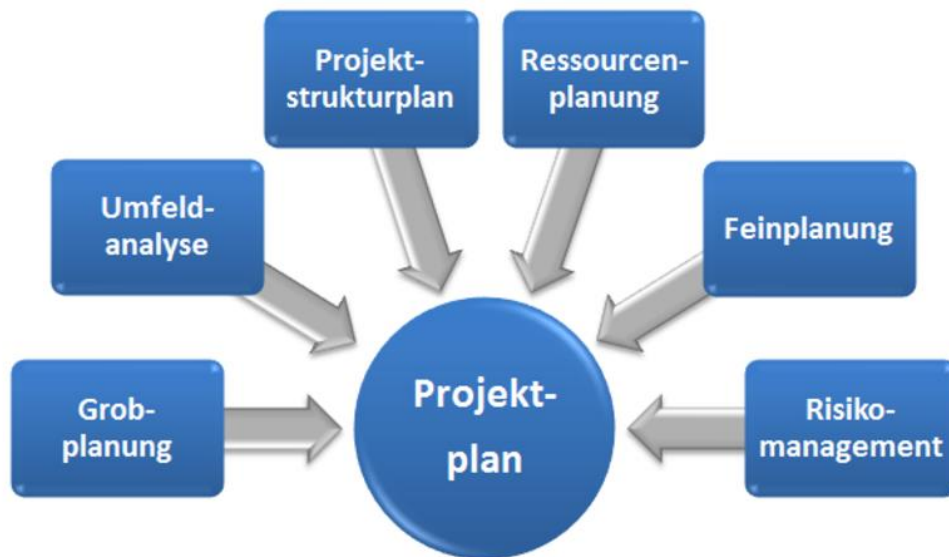 Projekt-
strukturplan
Ressourcen-
planung
Umfeld-
analyse
Feinplanung
Grob-
planung
Projekt-
plan
Risiko-
management